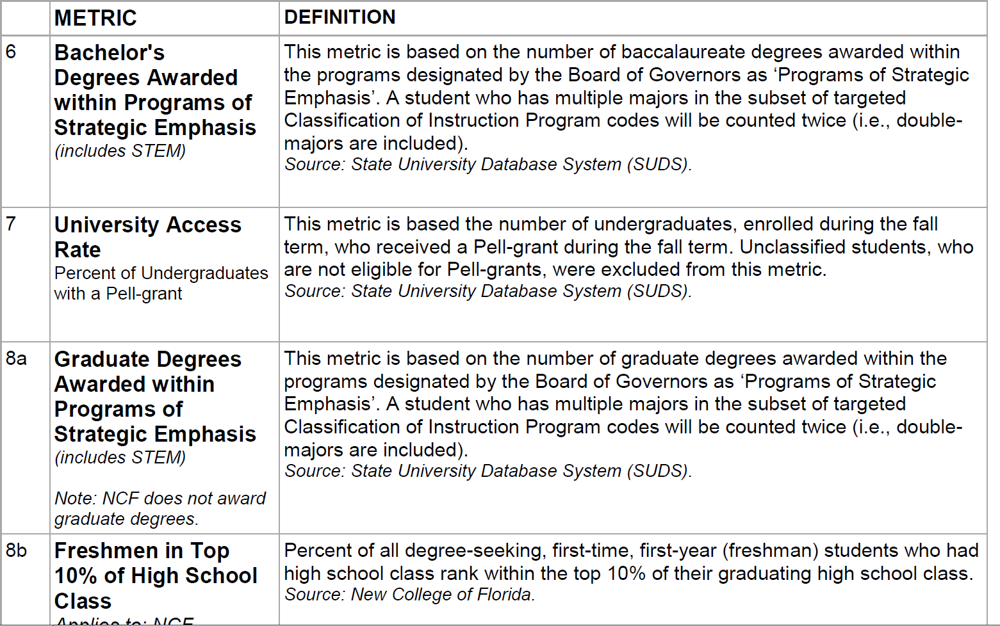 METRIC
DEFINITION
6
Bachelor's
Degrees Awarded
within Programs of
Strategic Emphasis
(includes STEM)
This metric is based on the number of baccalaureate degrees awarded within
the programs designated by the Board of Governors as ‘Programs of Strategic
Emphasis’. A student who has multiple majors in the subset of targeted
Classification of Instruction Program codes will be counted twice (i.e., double-
majors are included).
Source: State University Database System (SUDS).
7
University Access
Rate
Percent of Undergraduates
with a Pell-grant
This metric is based the number of undergraduates, enrolled during the fall
term, who received a Pell-grant during the fall term. Unclassified students, who
are not eligible for Pell-grants, were excluded from this metric.
Source: State University Database System (SUDS).
8a
Graduate Degrees
Awarded within
Programs of
Strategic Emphasis
(includes STEM)
Note: NCF does not award
graduate degrees.
This metric is based on the number of graduate degrees awarded within the
programs designated by the Board of Governors as ‘Programs of Strategic
Emphasis’. A student who has multiple majors in the subset of targeted
Classification of Instruction Program codes will be counted twice (i.e., double-
majors are included).
Source: State University Database System (SUDS).
8b
Freshmen in Top
10% of High School
Class
Applies to: NCF
Percent of all degree-seeking, first-time, first-year (freshman) students who had
high school class rank within the top 10% of their graduating high school class.
Source: New College of Florida.